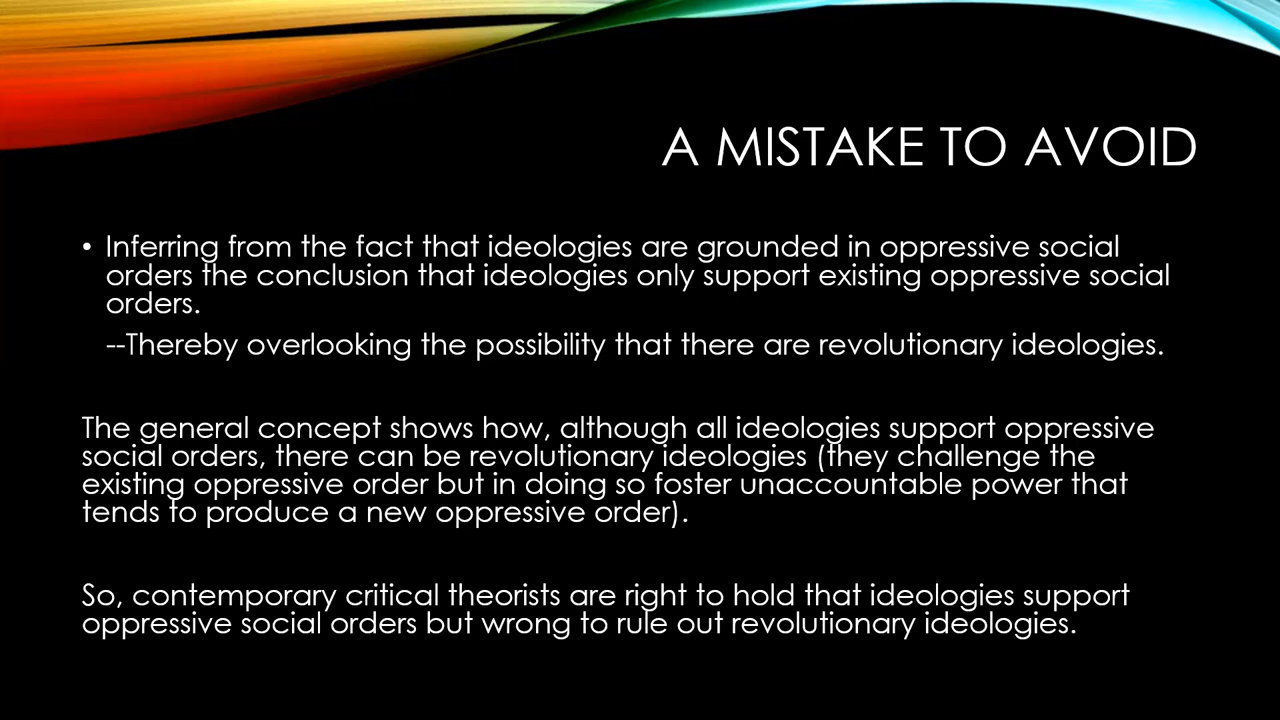 A MISTAKE TO AVOID
• Inferring from the fact that ideologies are grounded in oppressive social
orders the conclusion that ideologies only support existing oppressive social
orders.
--Thereby overlooking the possibility that there are revolutionary ideologies.
The general concept shows how, although all ideologies support oppressive
social orders, there can be revolutionary ideologies (they challenge the
existing oppressive order but in doing so foster unaccountable power that
tends to produce a new oppressive order).
So, contemporary critical theorists are right to hold that ideologies support
oppressive social orders but wrong to rule out revolutionary ideologies.